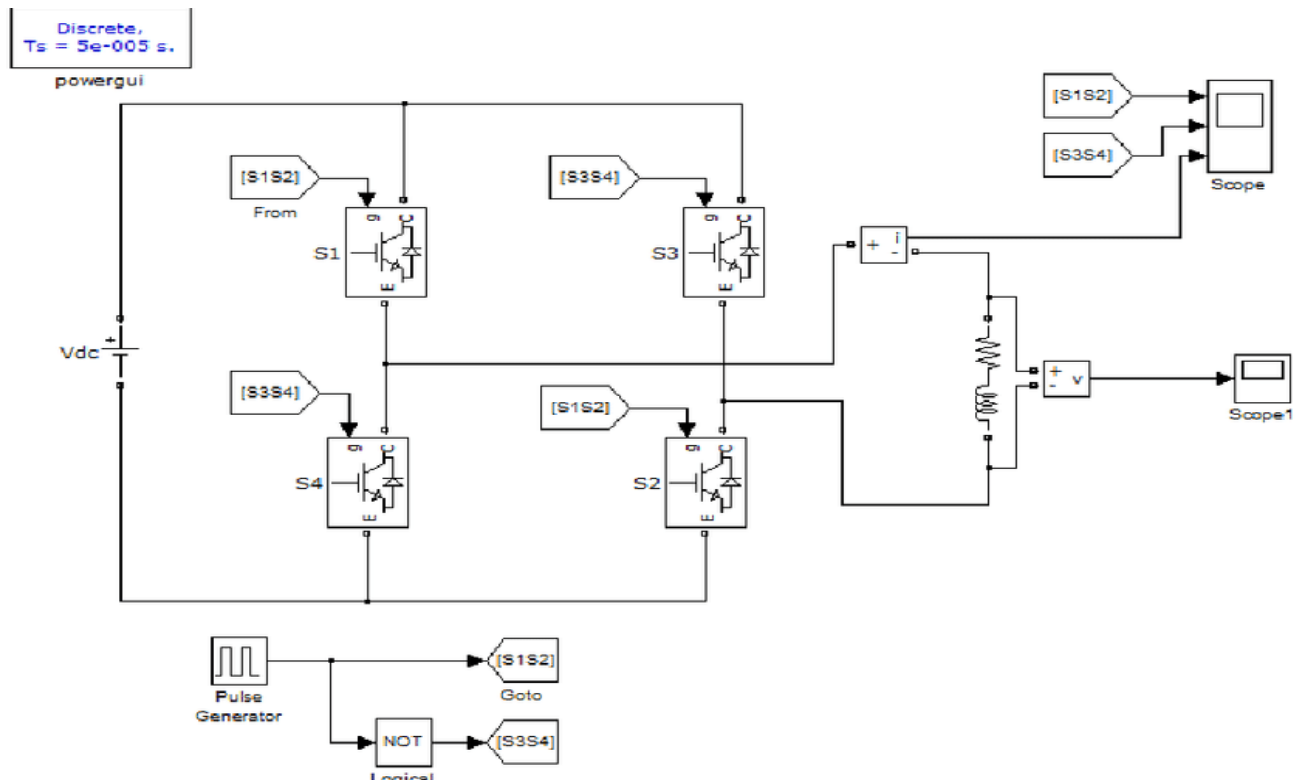 Discrete,
Ts = 5e-005 s.
powergui
[S1S2]
[S3S4]
Scope
[S1S2]
From
[S3S4]
g
C
S1
E
g
C
S3
E
+
i
-
Vdc
+
+
-
v
Scope1
[S3S4]
[S1S2]
g
C
S4
E
g
C
S2
E
Pulse
Generator
[S1S2]
Goto
NOT
[S3S4]
Logical